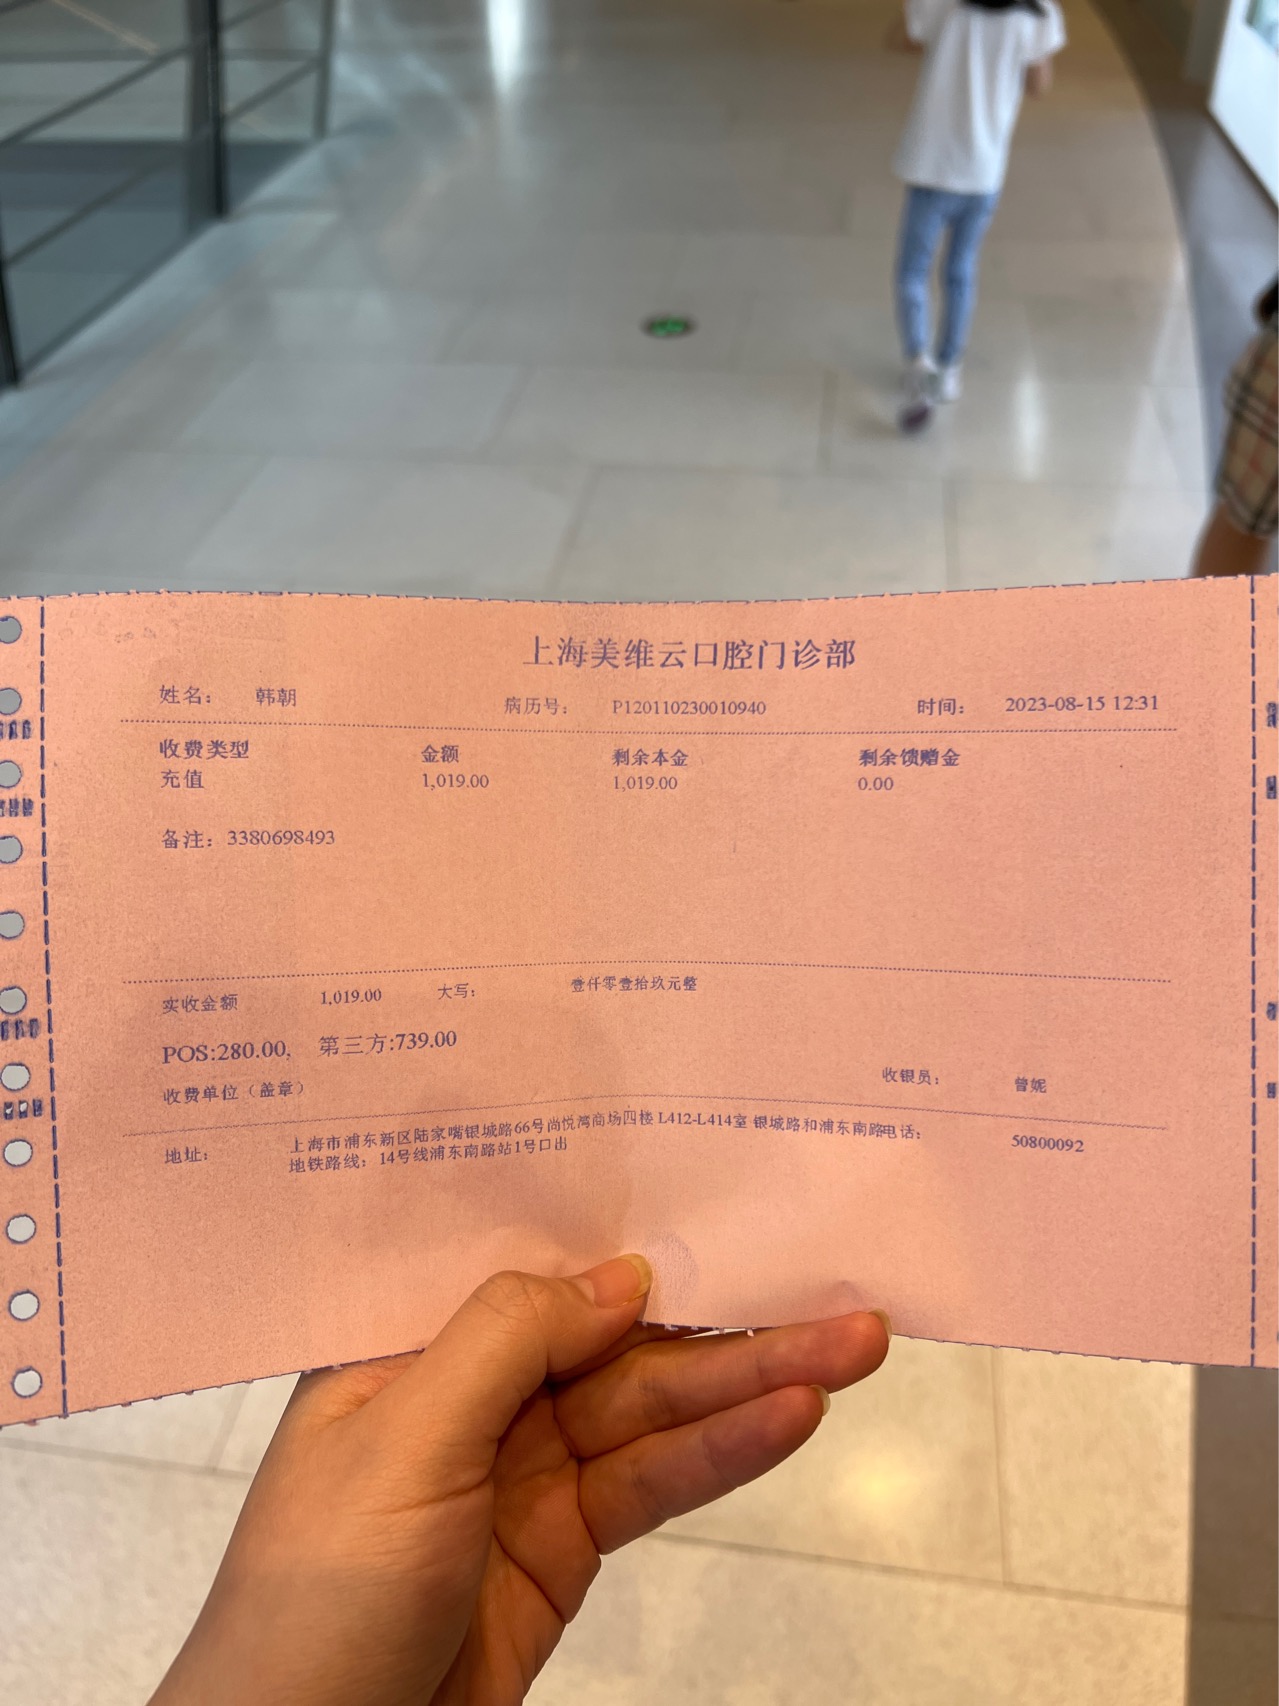 上海美维云口腔门诊部
姓名： 韩朝 病历号： P120110230010940 时间： 2023-08-15 12:31
收费类型 金额 剩余本金 剩余馈赠金
充值 1,019.00 1,019.00 0.00
备注：3380698493
实收金额 1,019.00 大写： 壹仟零壹拾玖元整
POS:280.00, 第三方:739.00
收费单位（盖章） 收银员： 曾妮
地址： 上海市浦东新区陆家嘴银城路66号尚悦湾商场四楼 L412-L414室 银城路和浦东南路电话： 50800092
地铁路线：14号线浦东南路站1号口出